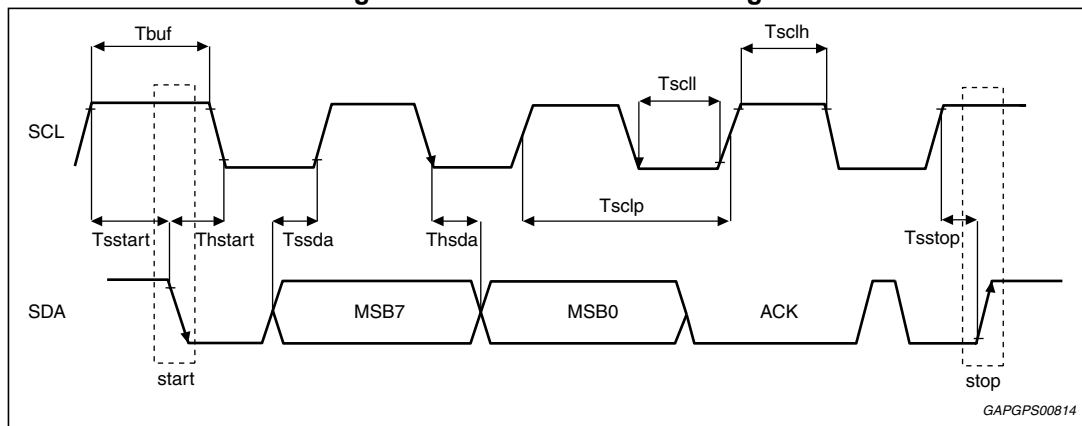 Tbuf
Tsclh
Tscll
SCL
Tsclp
Tsstart
Thstart
Tssda
Thsda
Tsstop
SDA
MSB7
MSB0
ACK
start
stop
GAPGPS00814